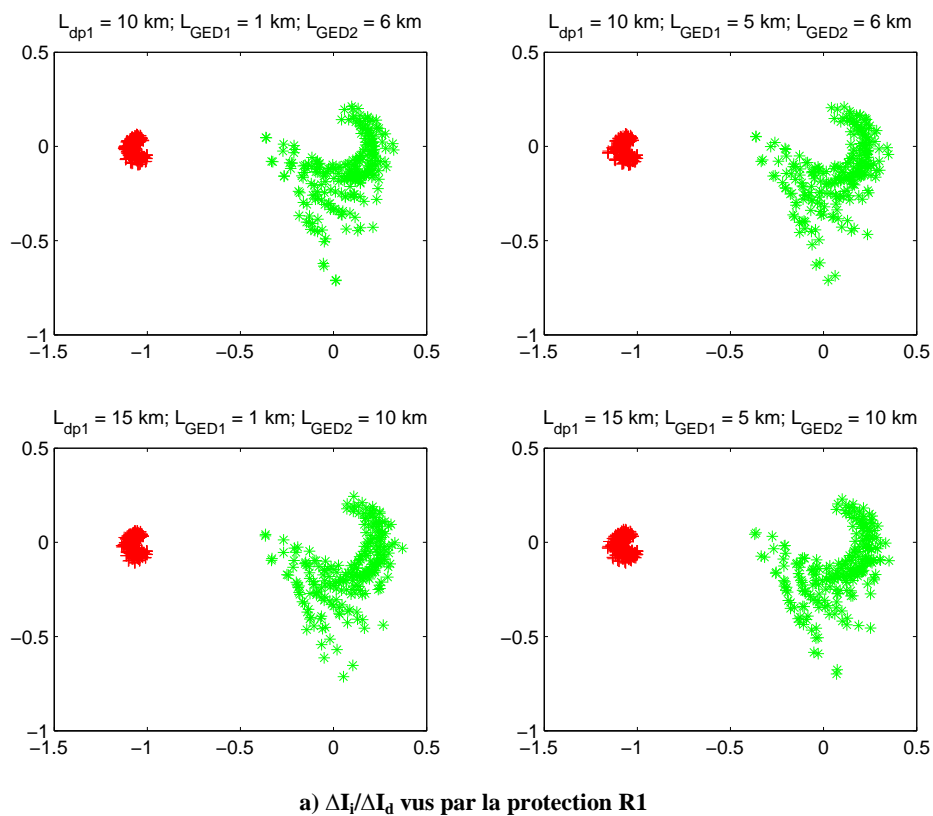 L_dp1 = 10 km; L_GED1 = 1 km; L_GED2 = 6 km
0.5
0
−0.5
−1
−1.5 −1 −0.5 0 0.5
L_dp1 = 10 km; L_GED1 = 5 km; L_GED2 = 6 km
0.5
0
−0.5
−1
−1.5 −1 −0.5 0 0.5
L_dp1 = 15 km; L_GED1 = 1 km; L_GED2 = 10 km
0.5
0
−0.5
−1
−1.5 −1 −0.5 0 0.5
L_dp1 = 15 km; L_GED1 = 5 km; L_GED2 = 10 km
0.5
0
−0.5
−1
−1.5 −1 −0.5 0 0.5
a) ΔI_i/ΔI_d vus par la protection R1